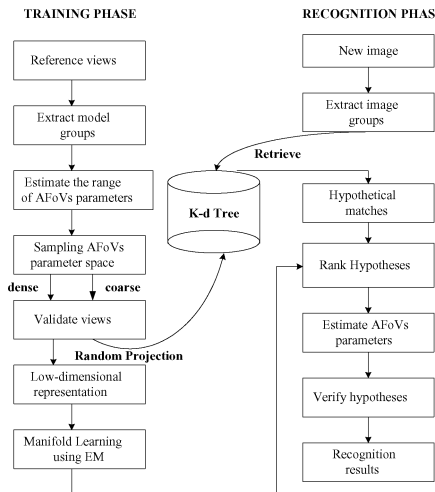 TRAINING PHASE
Reference views
Extract model
groups
Estimate the range
of AFoVs parameters
Sampling AFoVs
parameter space
dense
coarse
Validate views
Random Projection
Low-dimensional
representation
Manifold Learning
using EM
K-d Tree
RECOGNITION PHAS
New image
Extract image
groups
Retrieve
Hypothetical
matches
Rank Hypotheses
Estimate AFoVs
parameters
Verify hypotheses
Recognition
results